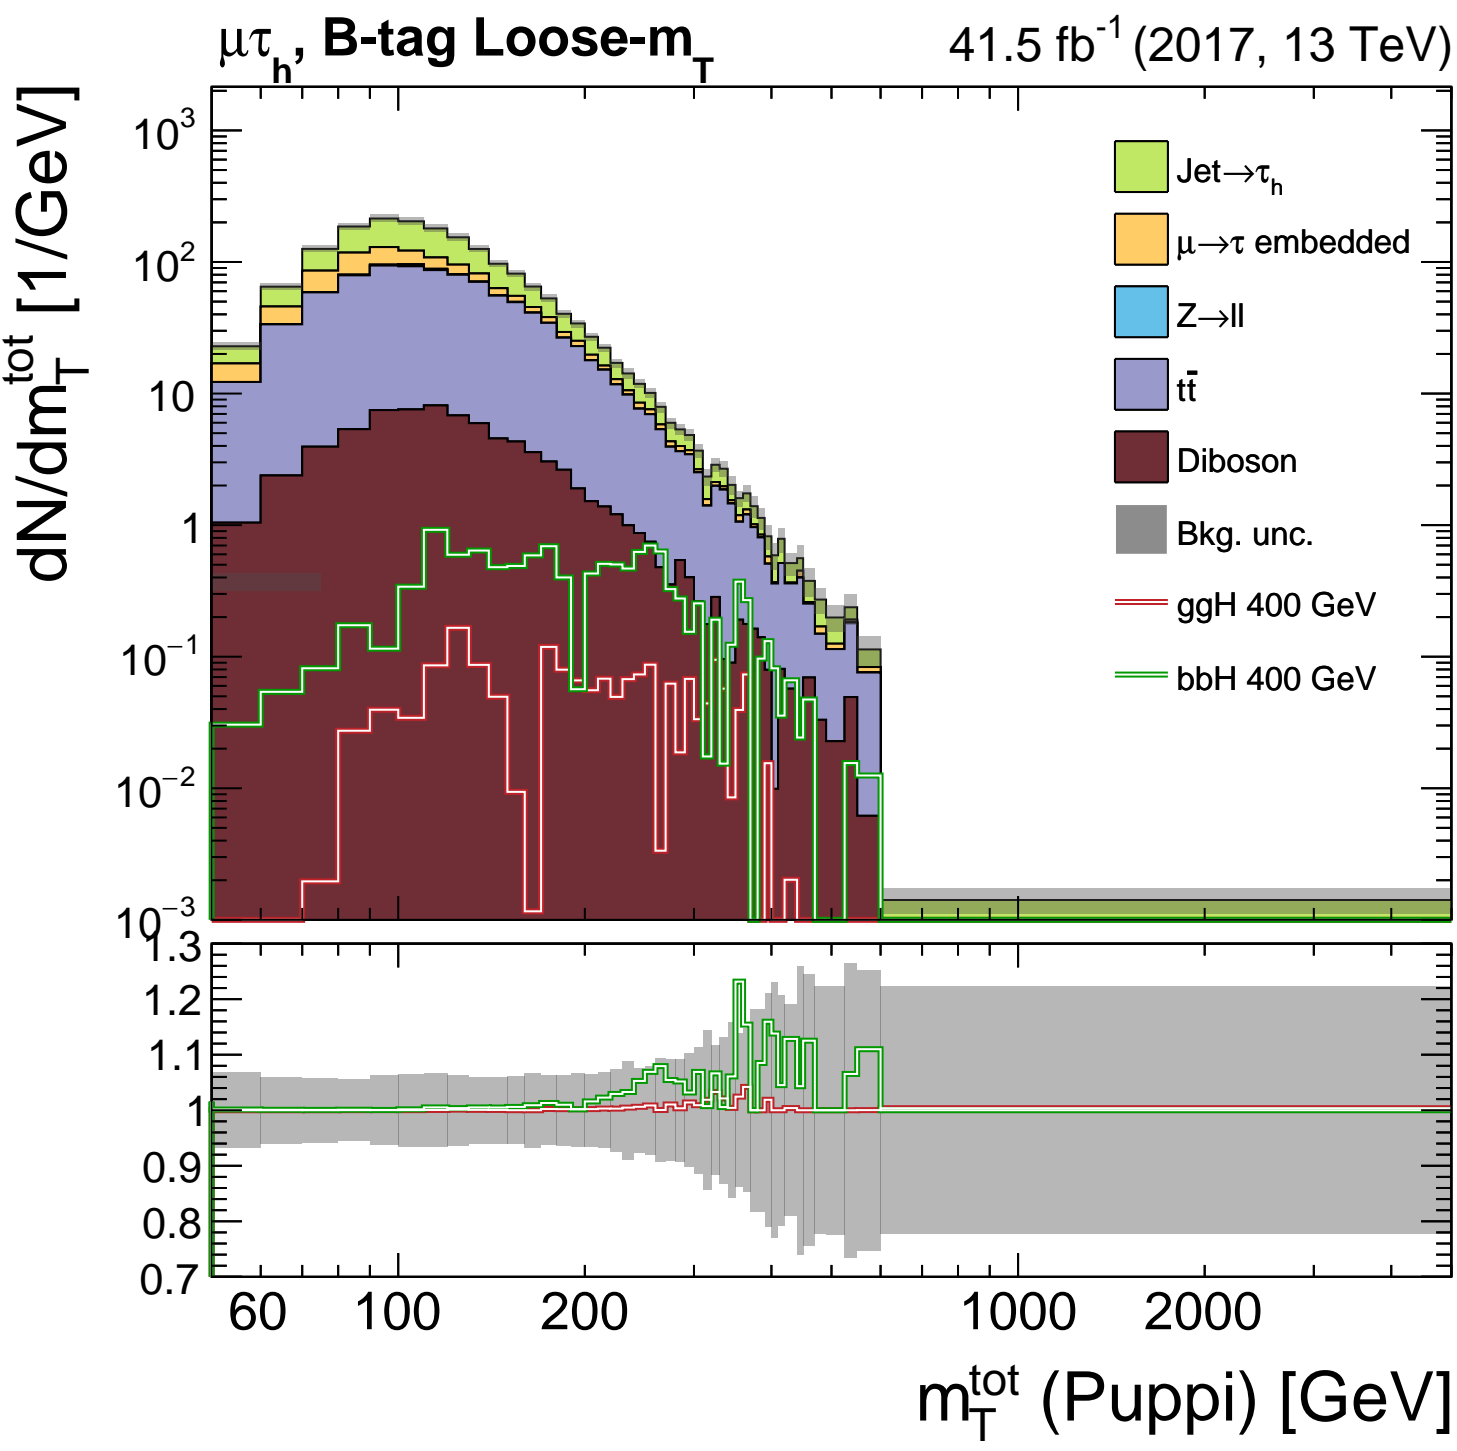 μτh, B-tag Loose-mT
41.5 fb-1 (2017, 13 TeV)
dN/dmTtot [1/GeV]
10³
10²
10
1
10−1
10−2
10−3
Jet→τh
μ→τ embedded
Z→ll
tt̄
Diboson
Bkg. unc.
ggH 400 GeV
bbH 400 GeV
1.3
1.2
1.1
1
0.9
0.8
0.7
60 100 200 1000 2000
mTtot (Puppi) [GeV]